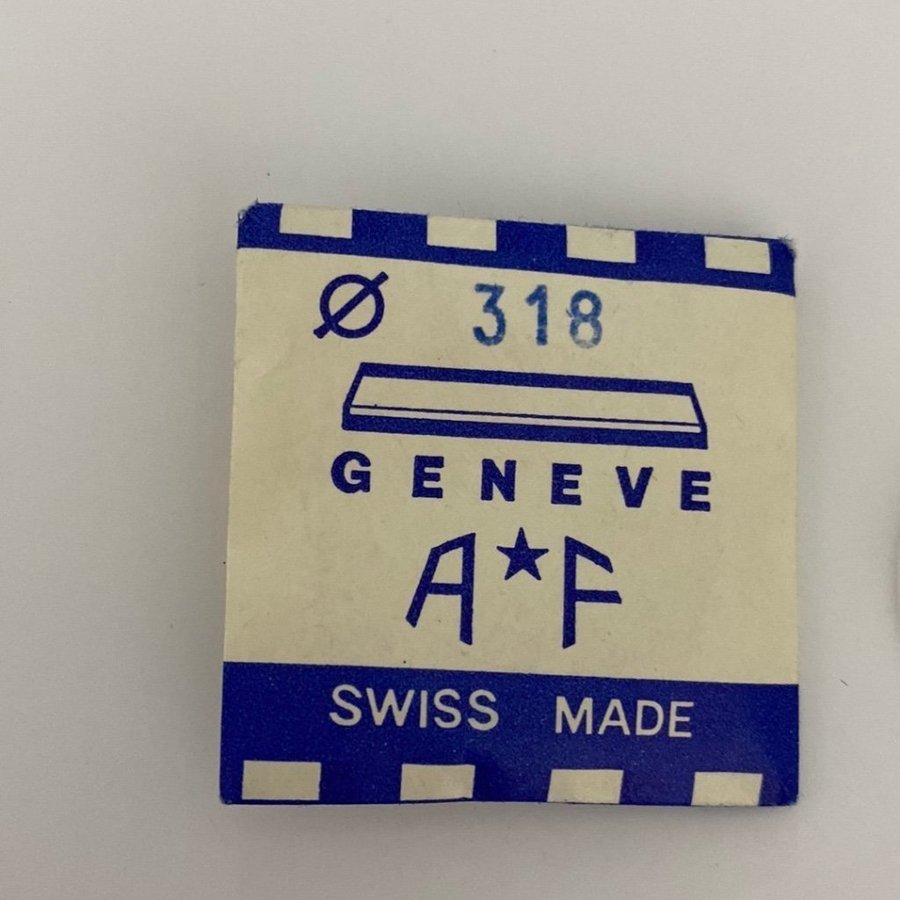 Ø 318
GENEVE
A★F
SWISS MADE